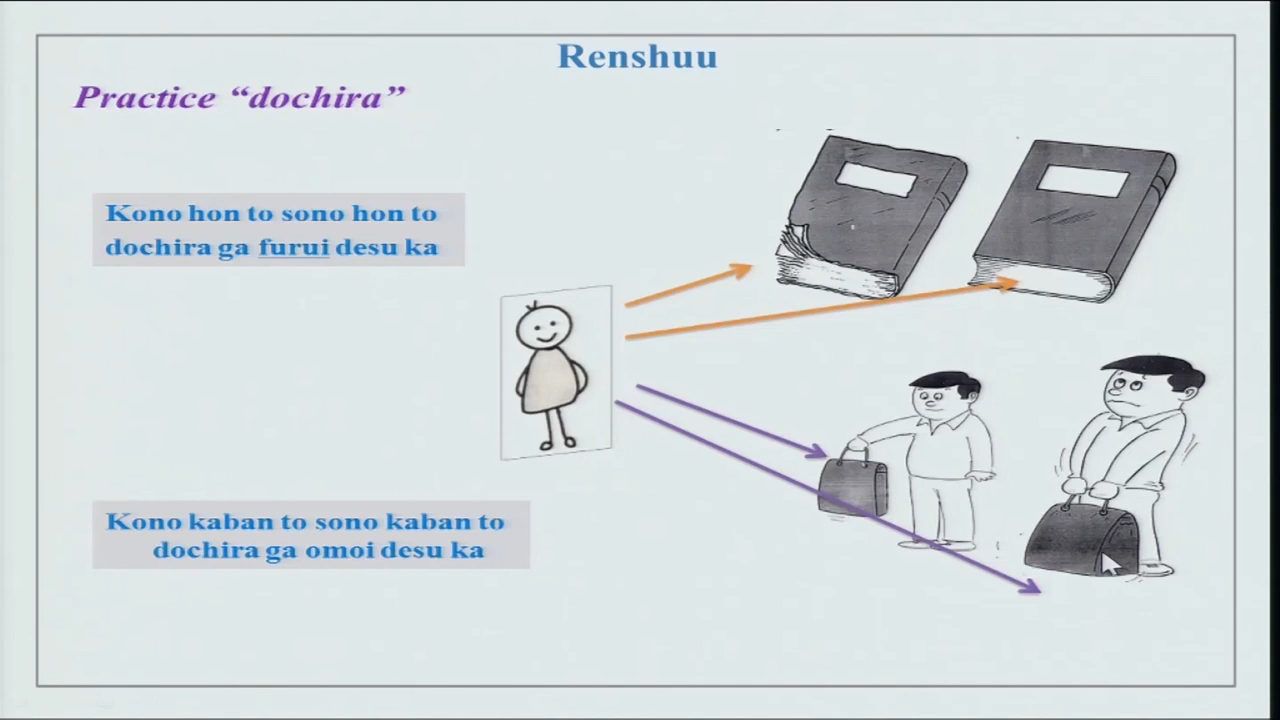 Renshuu
Practice “dochira”
Kono hon to sono hon to
dochira ga furui desu ka
Kono kaban to sono kaban to
dochira ga omoi desu ka